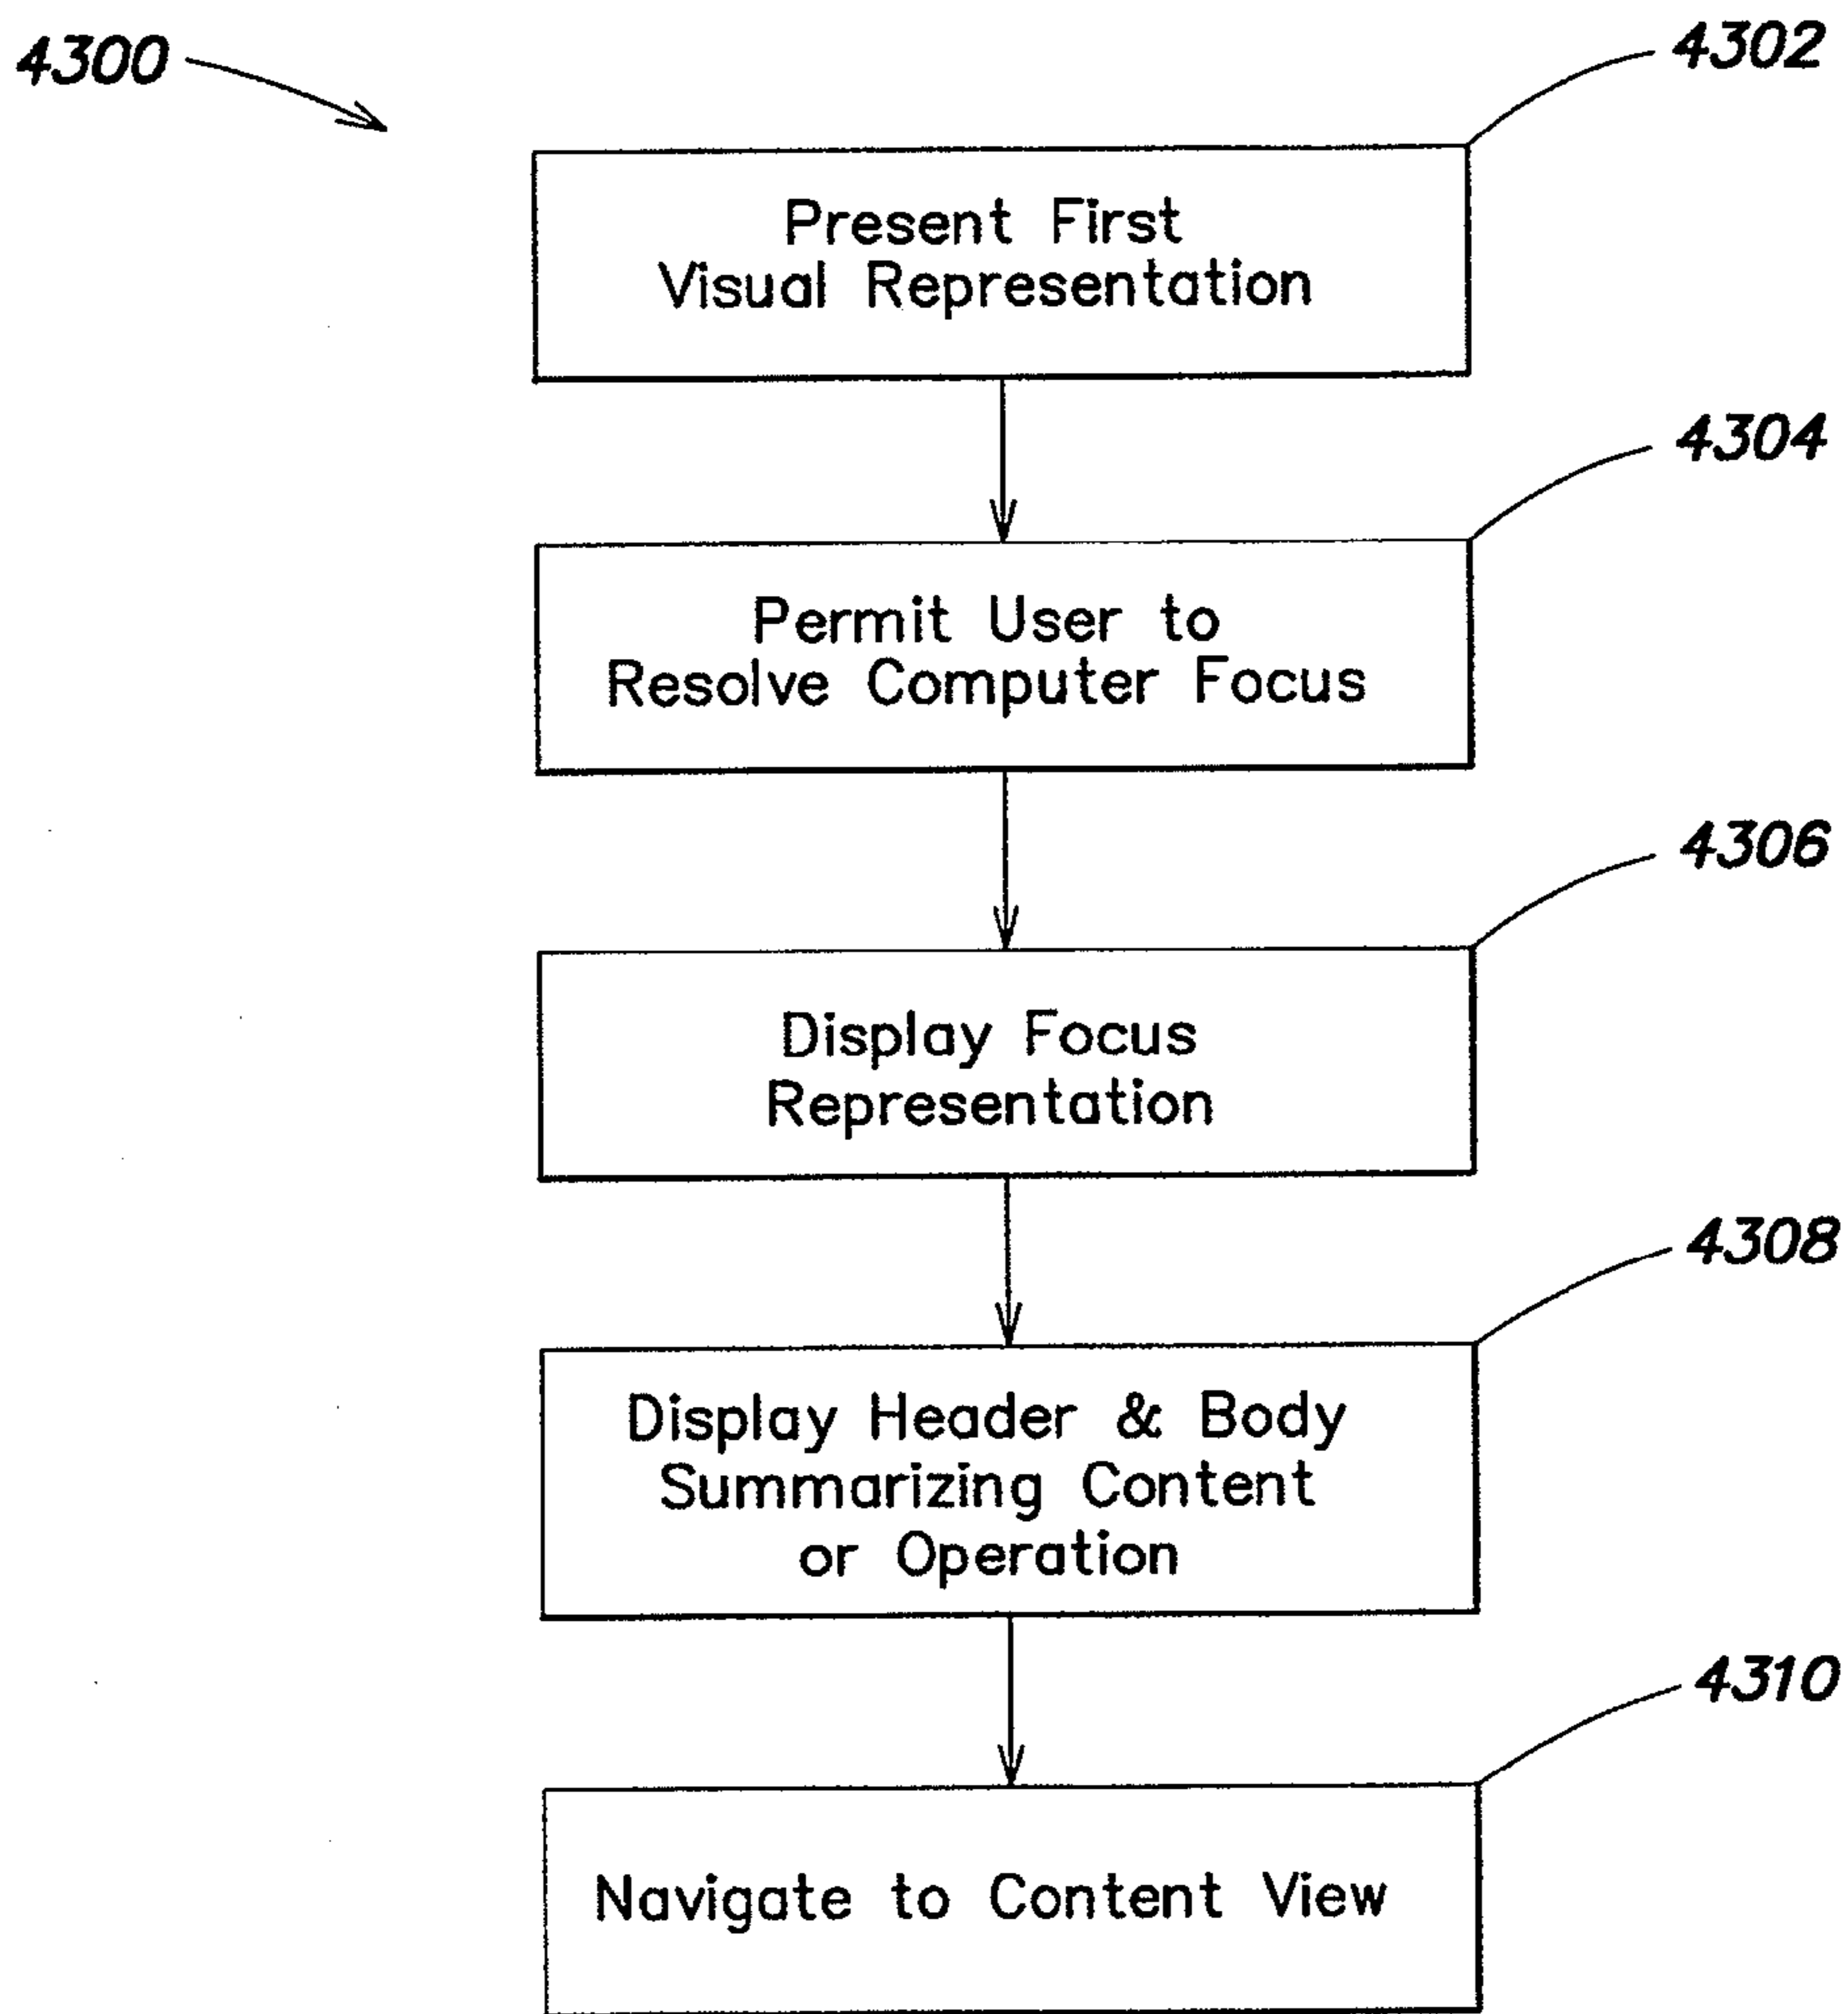 4300
4302
Present First
Visual Representation
4304
Permit User to
Resolve Computer Focus
4306
Display Focus
Representation
4308
Display Header & Body
Summarizing Content
or Operation
4310
Navigate to Content View